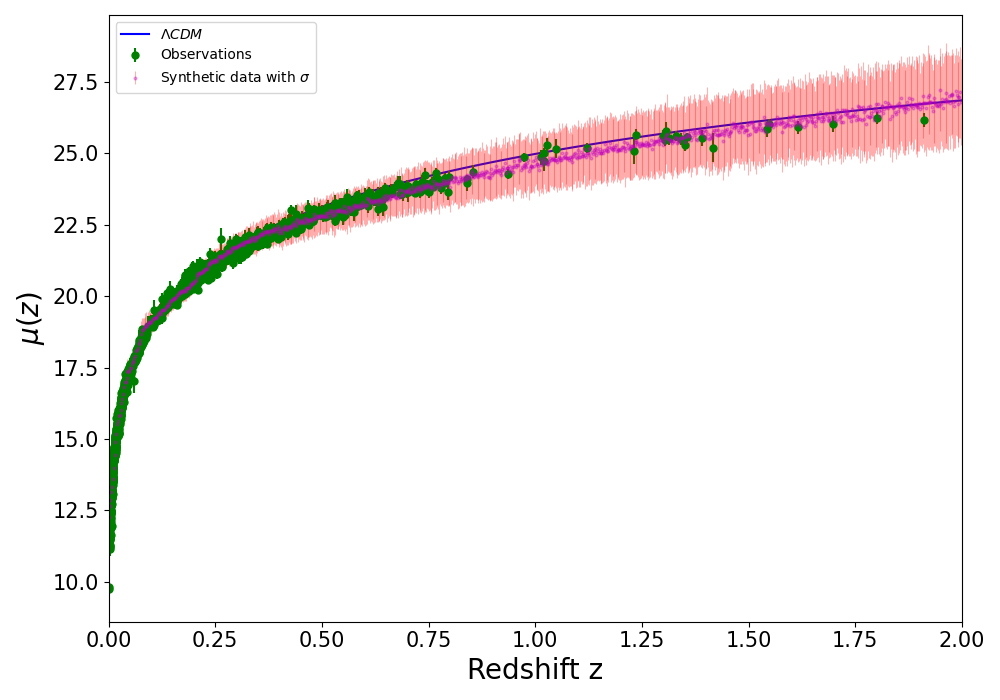 ΛCDM
Observations
Synthetic data with σ
27.5
25.0
22.5
20.0
17.5
15.0
12.5
10.0
μ(z)
0.00 0.25 0.50 0.75 1.00 1.25 1.50 1.75 2.00
Redshift z